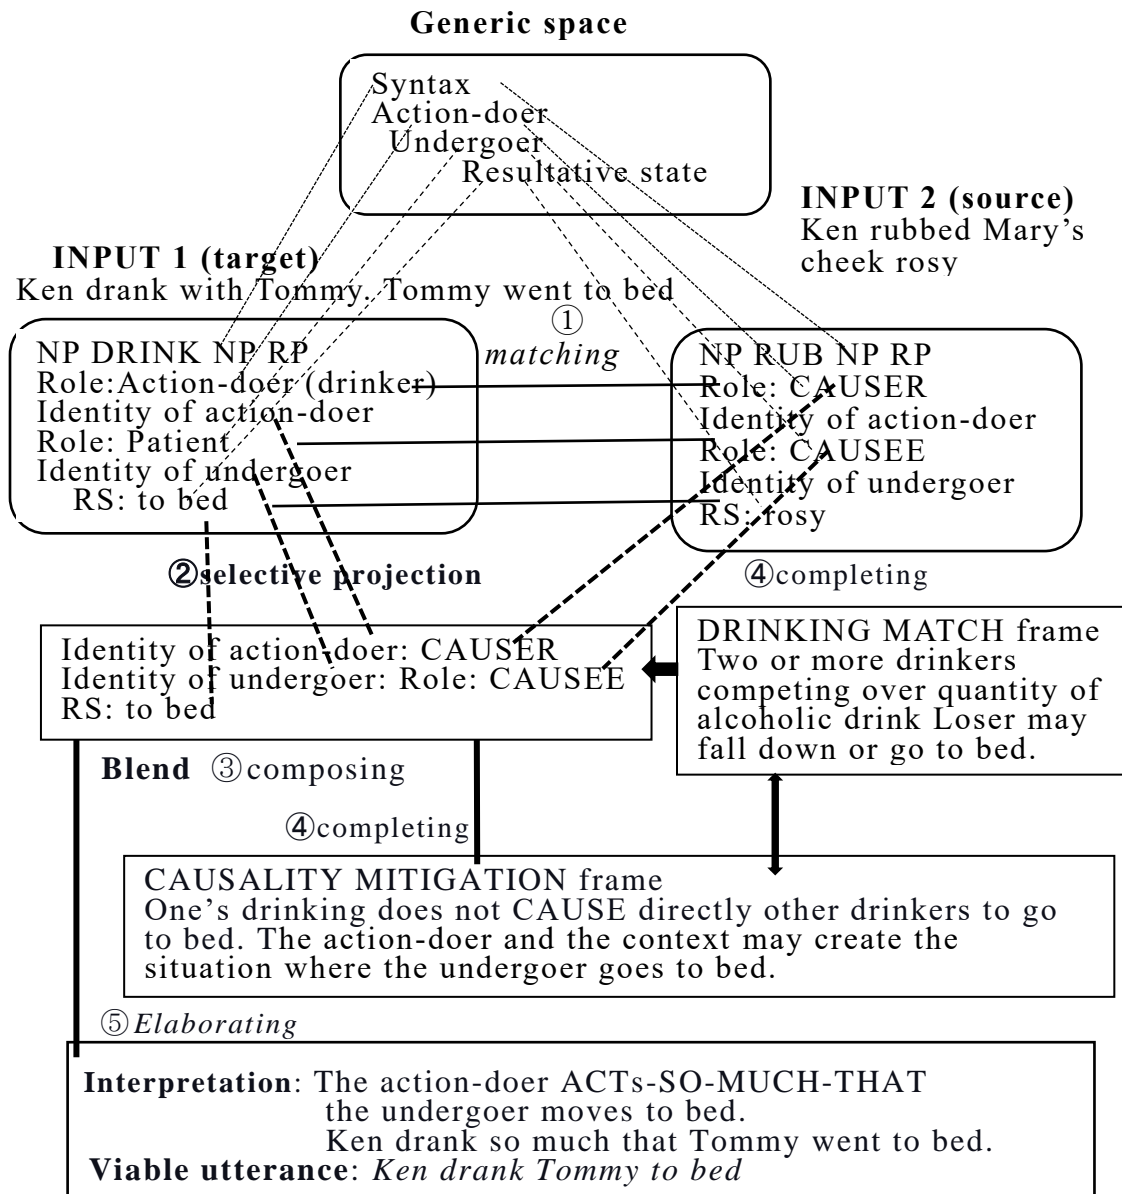 Generic space
Syntax
Action-doer
Undergoer
Resultative state
INPUT 2 (source)
Ken rubbed Mary’s
cheek rosy
INPUT 1 (target)
Ken drank with Tommy. Tommy went to bed
①
matching
NP DRINK NP RP
Role:Action-doer (drinker)
Identity of action-doer
Role: Patient
Identity of undergoer
RS: to bed
NP RUB NP RP
Role: CAUSER
Identity of action-doer
Role: CAUSEE
Identity of undergoer
RS: rosy
②selective projection
④completing
Identity of action-doer: CAUSER
Identity of undergoer: Role: CAUSEE
RS: to bed
DRINKING MATCH frame
Two or more drinkers
competing over quantity of
alcoholic drink Loser may
fall down or go to bed.
Blend ③composing
④completing
CAUSALITY MITIGATION frame
One’s drinking does not CAUSE directly other drinkers to go
to bed. The action-doer and the context may create the
situation where the undergoer goes to bed.
⑤Elaborating
Interpretation: The action-doer ACTs-SO-MUCH-THAT
the undergoer moves to bed.
Ken drank so much that Tommy went to bed.
Viable utterance: Ken drank Tommy to bed